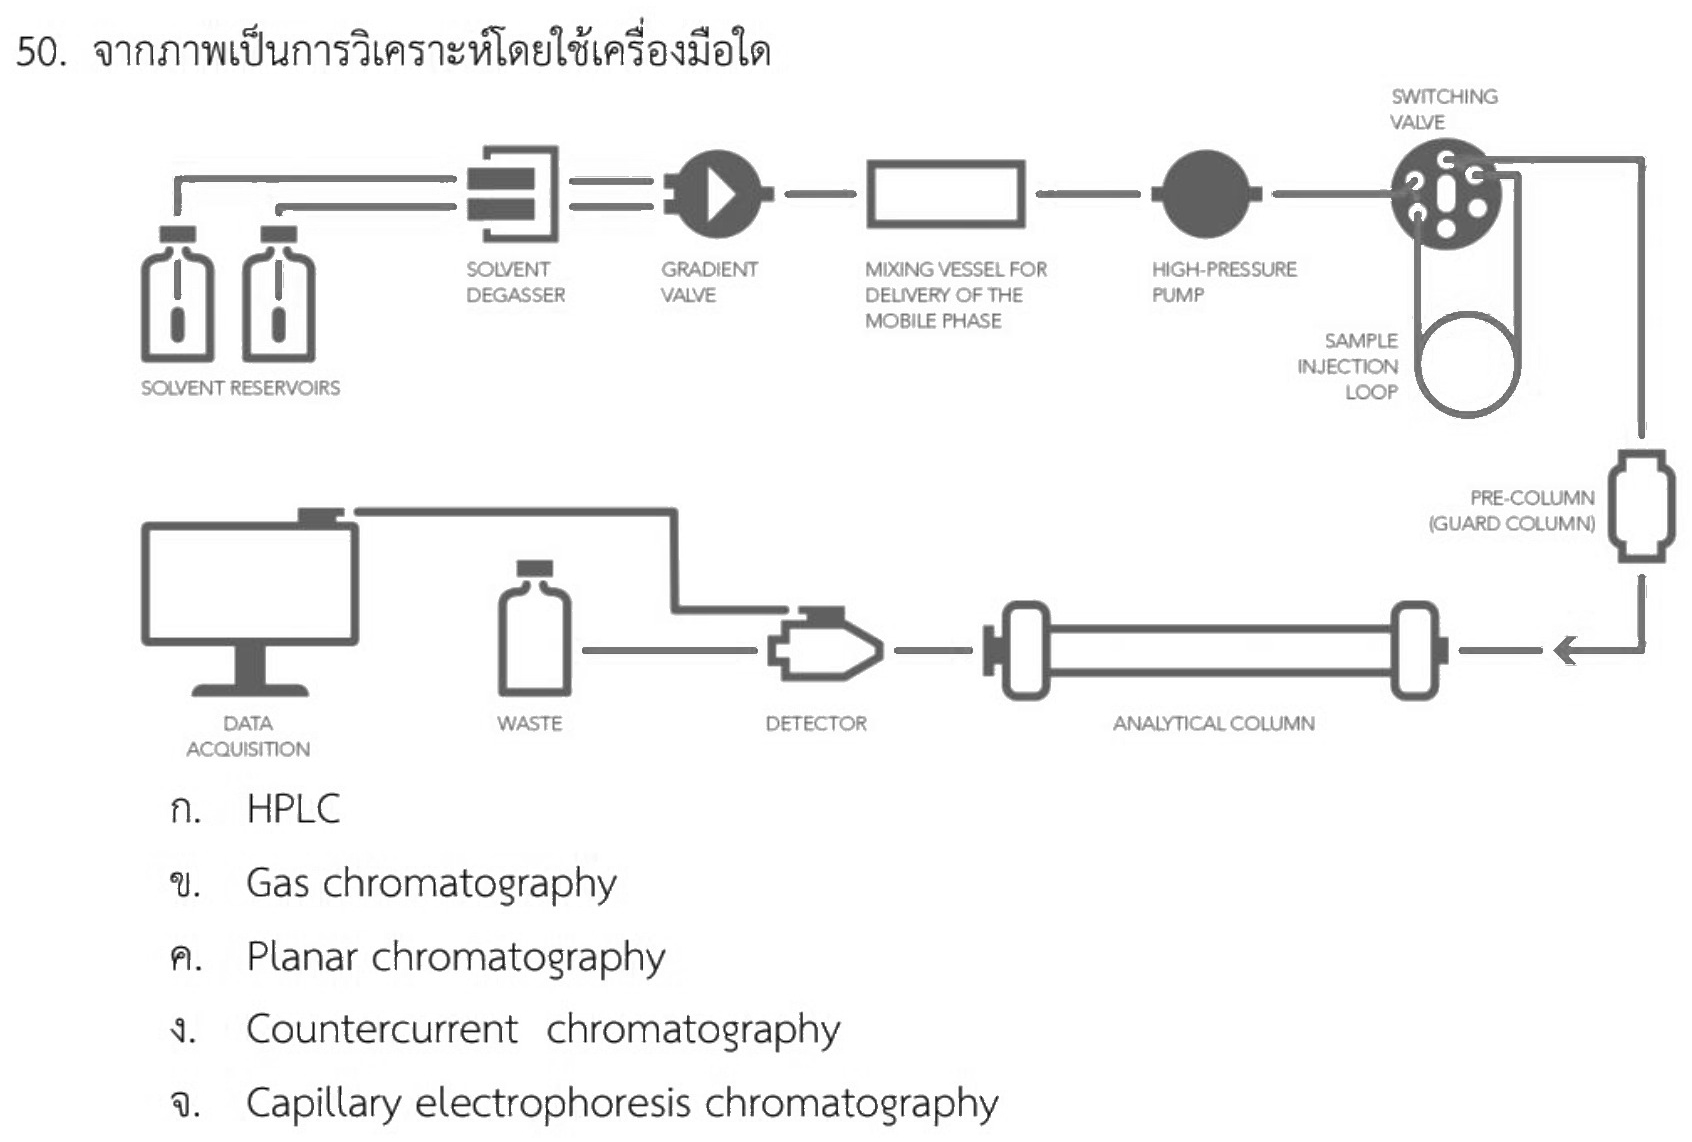 50. จากภาพเป็นการวิเคราะห์โดยใช้เครื่องมือใด
SWITCHING
VALVE
SOLVENT
DEGASSER
GRADIENT
VALVE
MIXING VESSEL FOR
DELIVERY OF THE
MOBILE PHASE
HIGH-PRESSURE
PUMP
SAMPLE
INJECTION
LOOP
SOLVENT RESERVOIRS
PRE-COLUMN
(GUARD COLUMN)
DATA
ACQUISITION
WASTE
DETECTOR
ANALYTICAL COLUMN
ก. HPLC
ข. Gas chromatography
ค. Planar chromatography
ง. Countercurrent chromatography
จ. Capillary electrophoresis chromatography